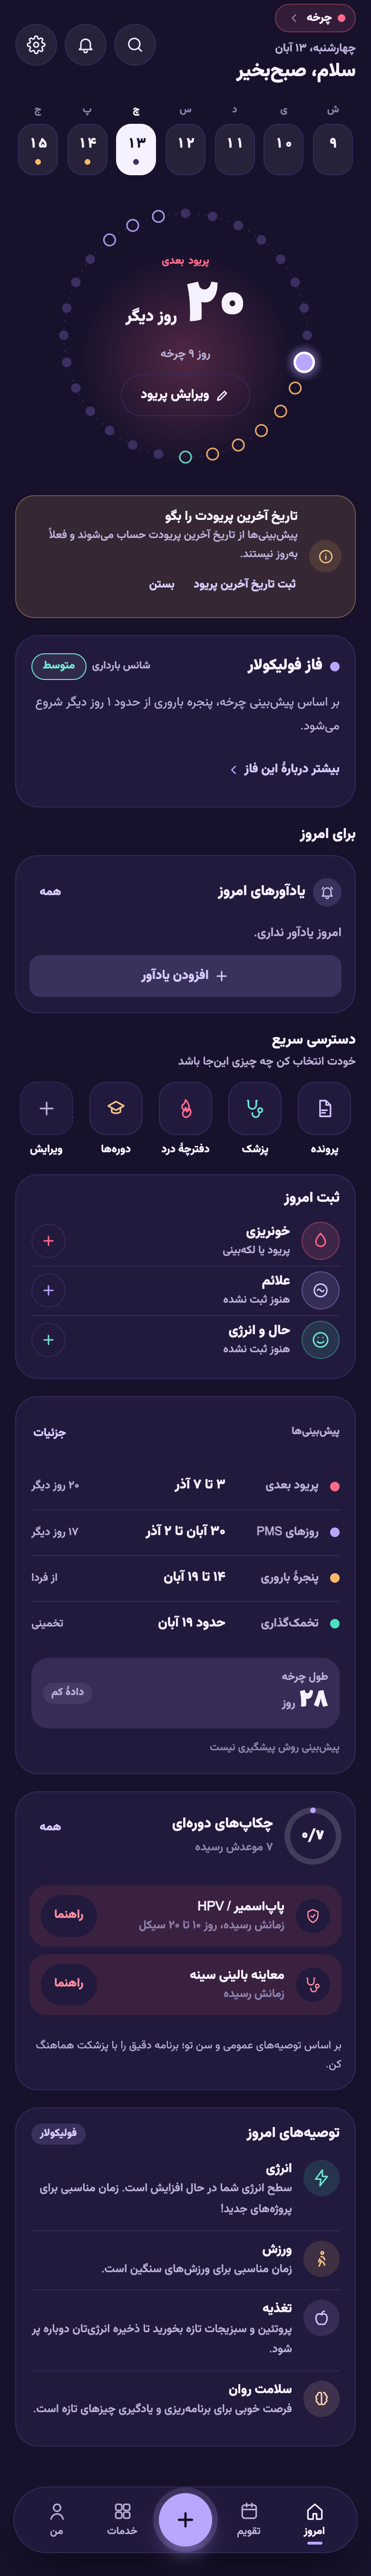 چرخه
چهارشنبه، ۱۳ آبان
سلام، صبح‌بخیر
ش ی د س چ پ ج
۹ ۱۰ ۱۱ ۱۲ ۱۳ ۱۴ ۱۵
پریود بعدی
۲۰ روز دیگر
روز ۹ چرخه
ویرایش پریود
تاریخ آخرین پریودت را بگو
پیش‌بینی‌ها از تاریخ آخرین پریودت حساب می‌شوند و فعلاً
به‌روز نیستند.
ثبت تاریخ آخرین پریود بستن
فاز فولیکولار شانس بارداری متوسط
بر اساس پیش‌بینی چرخه، پنجره باروری از حدود ۱ روز دیگر شروع
می‌شود.
بیشتر دربارهٔ این فاز
برای امروز
یادآورهای امروز همه
امروز یادآور نداری.
افزودن یادآور
دسترسی سریع
خودت انتخاب کن چه چیزی این‌جا باشد
پرونده پزشک دفترچهٔ درد دوره‌ها ویرایش
ثبت امروز
خونریزی
پریود یا لکه‌بینی
علائم
هنوز ثبت نشده
حال و انرژی
هنوز ثبت نشده
پیش‌بینی‌ها جزئیات
پریود بعدی ۳ تا ۷ آذر ۲۰ روز دیگر
روزهای PMS ۳۰ آبان تا ۲ آذر ۱۷ روز دیگر
پنجرهٔ باروری ۱۴ تا ۱۹ آبان از فردا
تخمک‌گذاری حدود ۱۹ آبان تخمینی
طول چرخه
۲۸ روز دادهٔ کم
پیش‌بینی روش پیشگیری نیست
۰/۷
چکاپ‌های دوره‌ای همه
۷ موعدش رسیده
پاپ‌اسمیر / HPV
زمانش رسیده، روز ۱۰ تا ۲۰ سیکل
راهنما
معاینه بالینی سینه
زمانش رسیده
راهنما
بر اساس توصیه‌های عمومی و سن تو؛ برنامه دقیق را با پزشکت هماهنگ
کن.
توصیه‌های امروز فولیکولار
انرژی
سطح انرژی شما در حال افزایش است. زمان مناسبی برای
پروژه‌های جدید!
ورزش
زمان مناسبی برای ورزش‌های سنگین است.
تغذیه
پروتئین و سبزیجات تازه بخورید تا ذخیره انرژی‌تان دوباره پر
شود.
سلامت روان
فرصت خوبی برای برنامه‌ریزی و یادگیری چیزهای تازه است.
امروز تقویم خدمات من